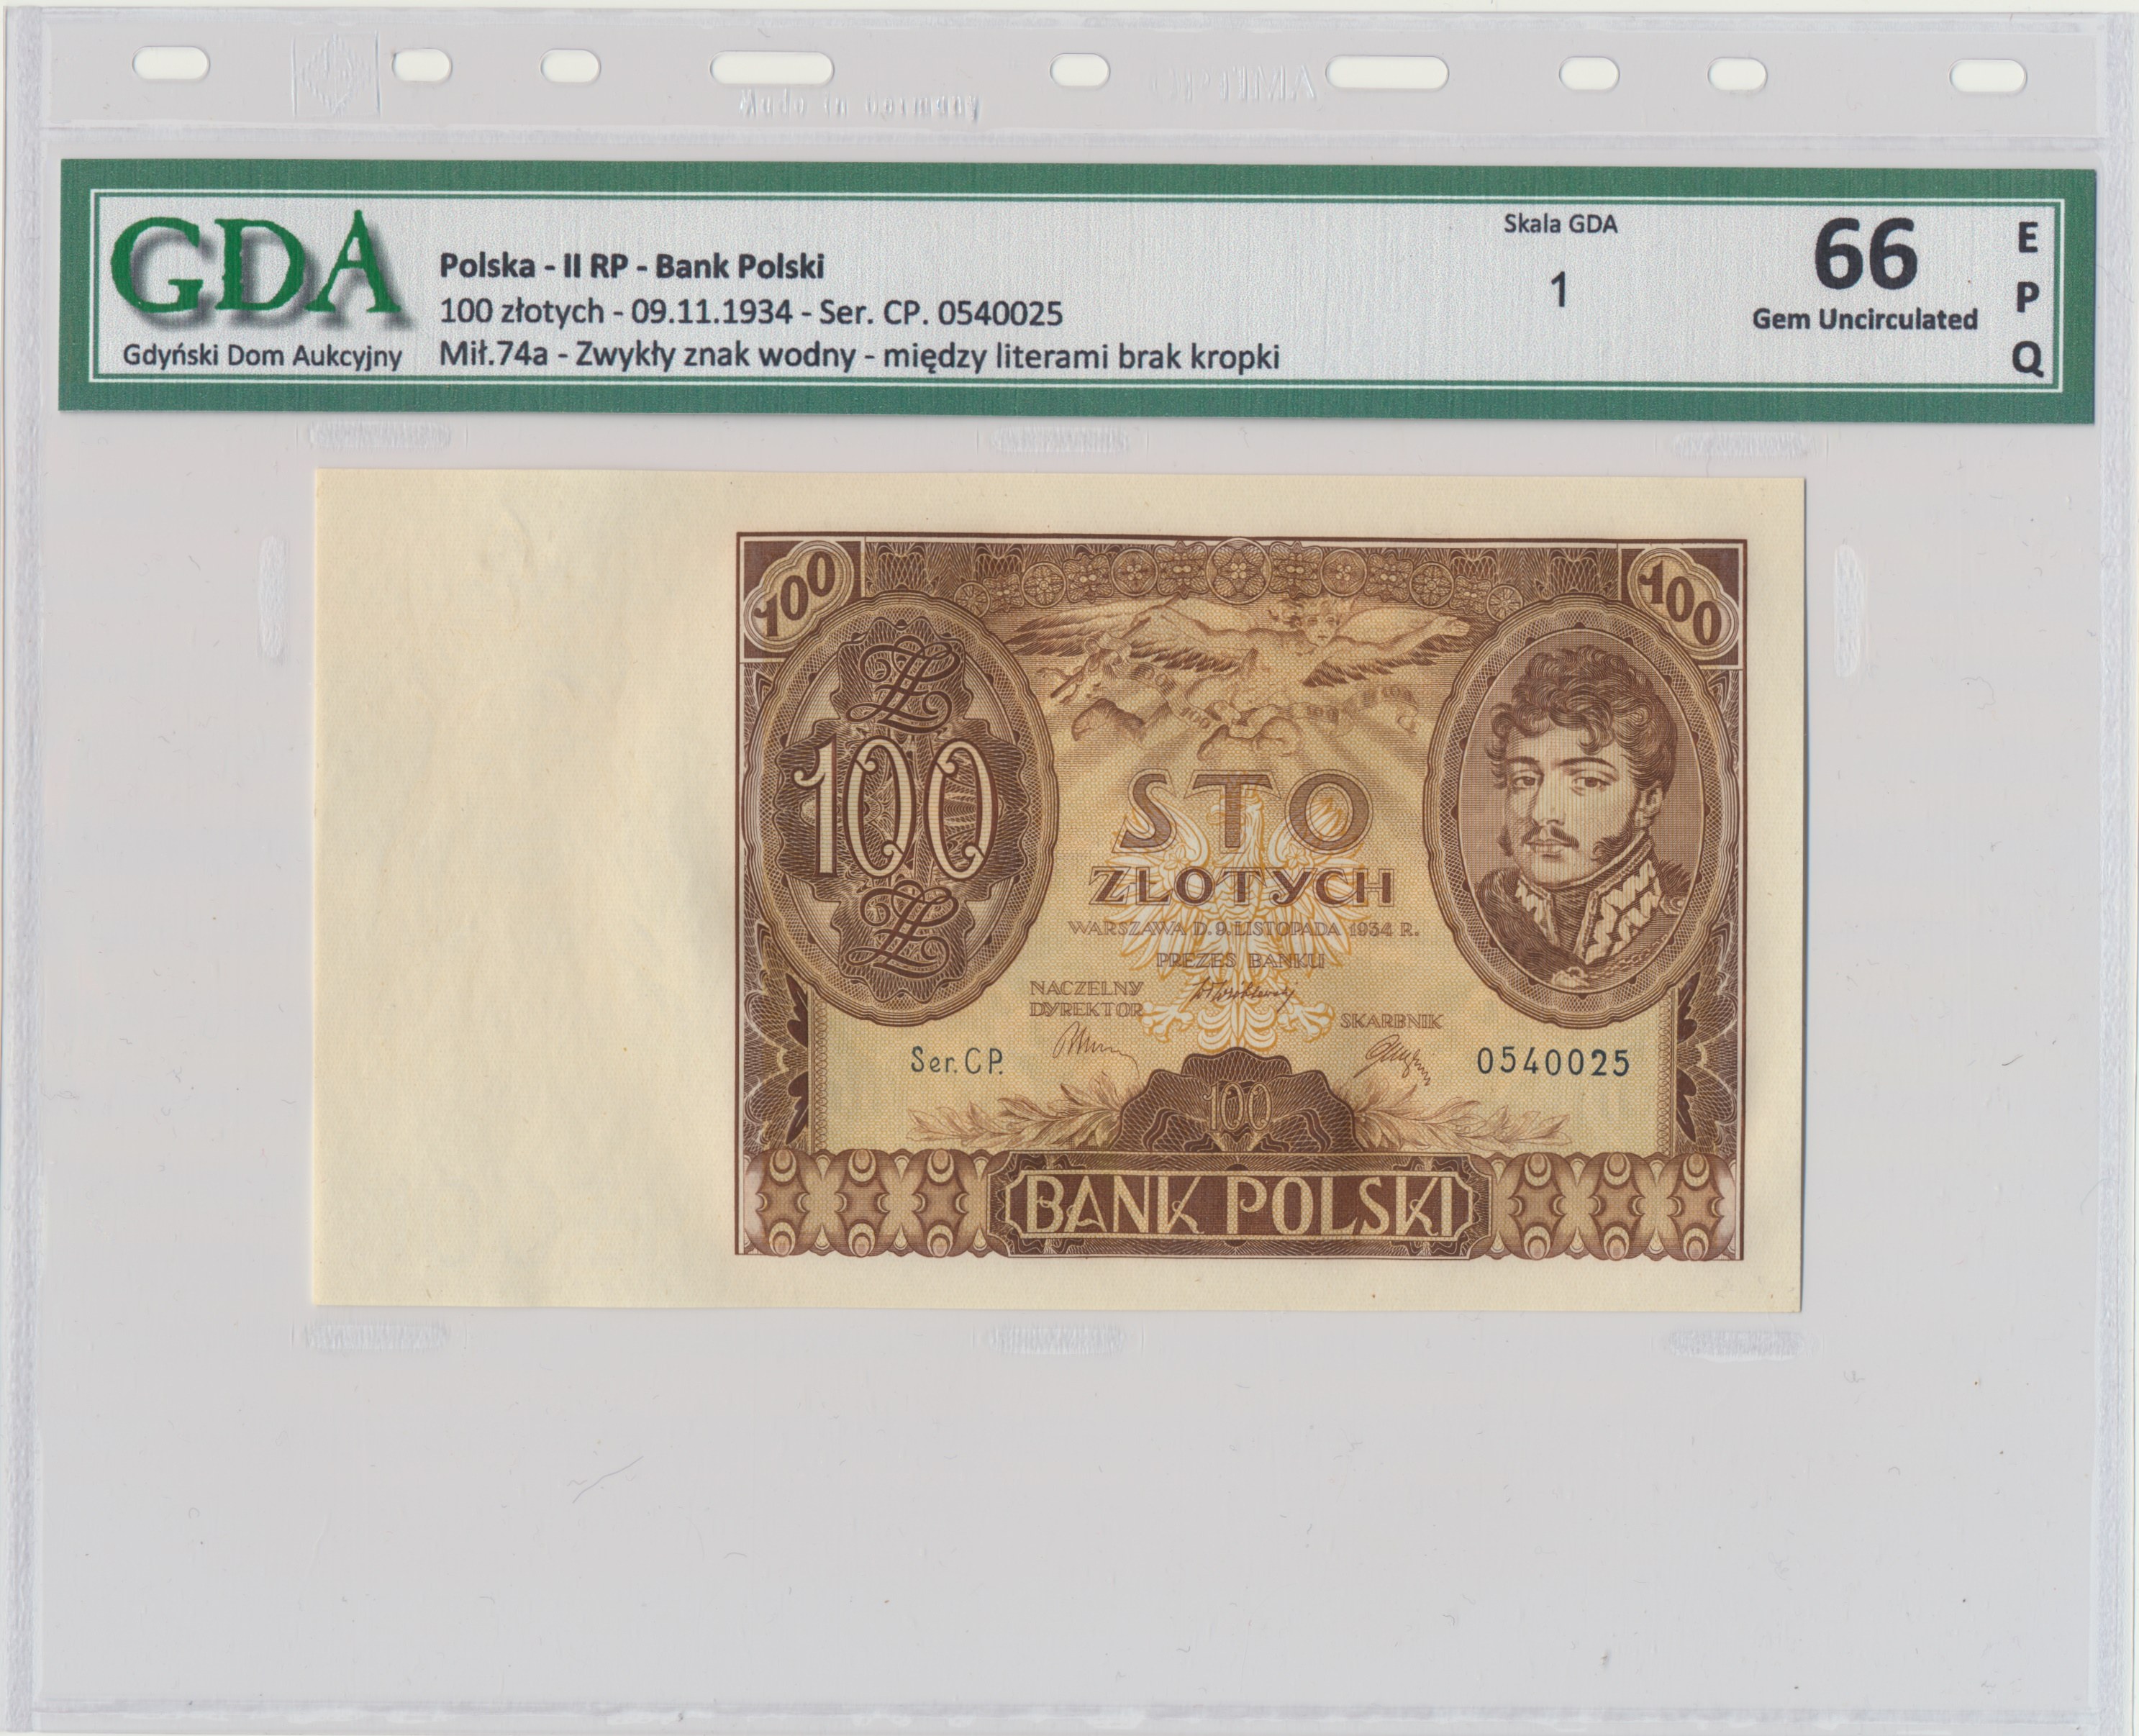 GDA
Gdyński Dom Aukcyjny
Polska - II RP - Bank Polski
100 złotych - 09.11.1934 - Ser. CP. 0540025
Mił.74a - Zwykły znak wodny - między literami brak kropki
Skala GDA
1
66
Gem Uncirculated
E
P
Q
100
100
100
STO
ZŁOTYCH
WARSZAWA D. 9. LISTOPADA 1934 R.
PREZES BANKU
NACZELNY
DYREKTOR
SKARBNIK
Ser. CP.
0540025
100
BANK POLSKI